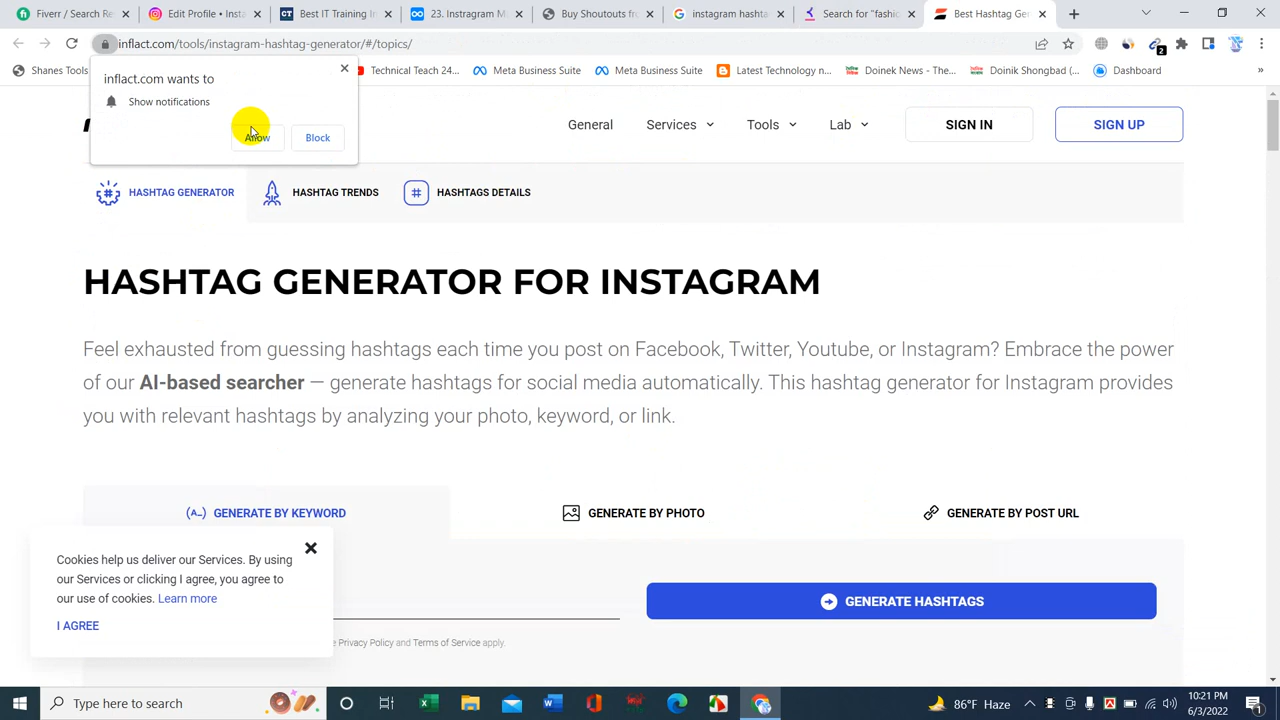 Fiverr / Resour
Edit Profile • Insta
Best IT Training In
23. Instragram Ma
Buy Shoutouts fro
instagram hashta
Search for "fashio
Best Hashtag Gen
inflact.com/tools/instagram-hashtag-generator/#/topics/
2
Shanes Tools
Technical Teach 24...
Meta Business Suite
Meta Business Suite
Latest Technology n...
Doinek News - The...
Doinik Shongbad |...
Dashboard
»
inflact.com wants to
Show notifications
Allow
Block
General
Services
Tools
Lab
SIGN IN
SIGN UP
HASHTAG GENERATOR
HASHTAG TRENDS
HASHTAGS DETAILS
HASHTAG GENERATOR FOR INSTAGRAM
Feel exhausted from guessing hashtags each time you post on Facebook, Twitter, Youtube, or Instagram? Embrace the power
of our AI-based searcher — generate hashtags for social media automatically. This hashtag generator for Instagram provides
you with relevant hashtags by analyzing your photo, keyword, or link.
GENERATE BY KEYWORD
GENERATE BY PHOTO
GENERATE BY POST URL
Cookies help us deliver our Services. By using
our Services or clicking I agree, you agree to
our use of cookies. Learn more
I AGREE
GENERATE HASHTAGS
Privacy Policy and Terms of Service apply.
Type here to search
86°F Haze
10:21 PM
6/3/2022
1